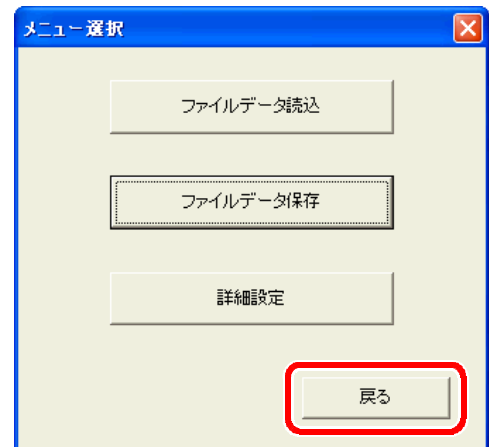 メニュー選択
ファイルデータ読込
ファイルデータ保存
詳細設定
戻る